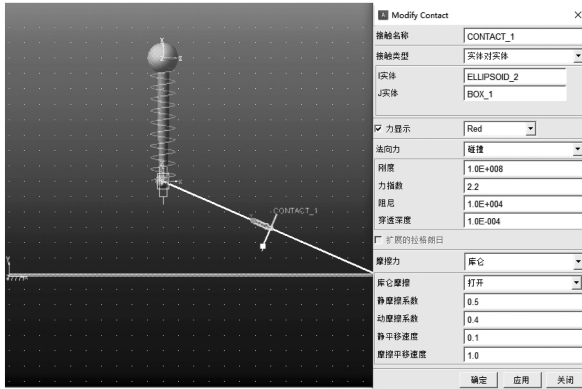 Modify Contact
接触名称 CONTACT_1
接触类型 实体对实体
I实体 ELLIPSOID_2
J实体 BOX_1
力显示 Red
法向力 碰撞
刚度 1.0E+008
力指数 2.2
阻尼 1.0E+004
穿透深度 1.0E-004
扩展的拉格朗日
摩擦力 库仑
库仑摩擦 打开
静摩擦系数 0.5
动摩擦系数 0.4
静平移速度 0.1
摩擦平移速度 1.0
确定 应用 关闭
CONTACT_1